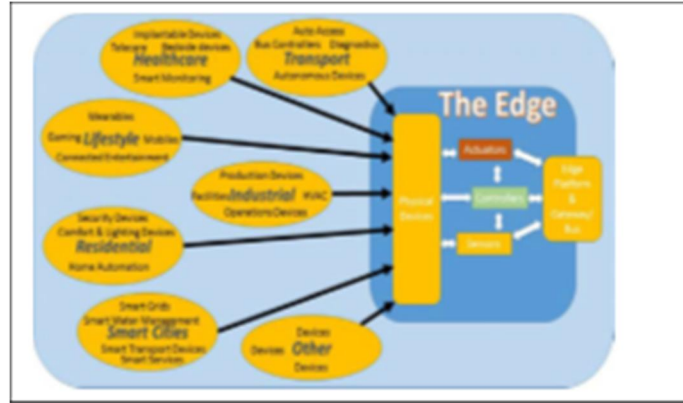 Implantable Devices
Telecare Bedside devices
Healthcare
Smart Monitoring
Auto Access
Bus Controllers Diagnostics
Transport
Autonomous Devices
Wearables
Gaming Lifestyle Mobiles
Connected Entertainment
Production Devices
Facilities Industrial HVAC
Operations Devices
Security Devices
Comfort & Lighting Devices
Residential
Home Automation
Smart Grids
Smart Water Management
Smart Cities
Smart Transport Devices
Smart Services
Devices
Devices Other
Devices
The Edge
Physical
Devices
Actuators
Controllers
Sensors
Edge
Platform
&
Gateway/
Bus